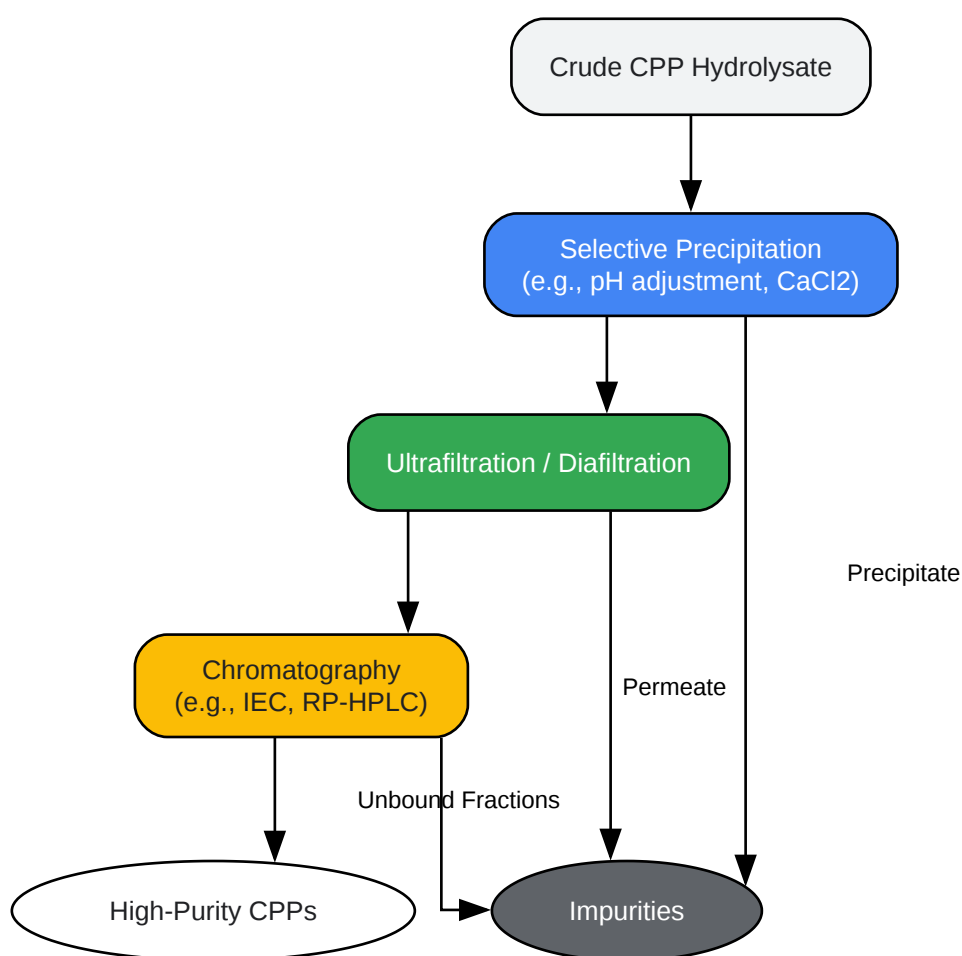 Crude CPP Hydrolysate
Selective Precipitation
(e.g., pH adjustment, CaCl2)
Ultrafiltration / Diafiltration
Precipitate
Chromatography
(e.g., IEC, RP-HPLC)
Permeate
Unbound Fractions
High-Purity CPPs
Impurities